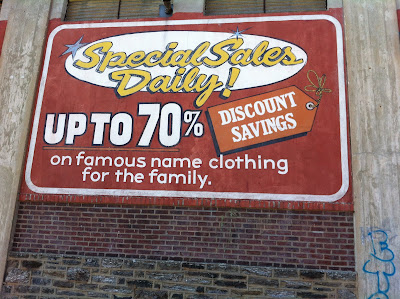 Special Sales
Daily!
UP TO 70%
DISCOUNT
SAVINGS
on famous name clothing
for the family.